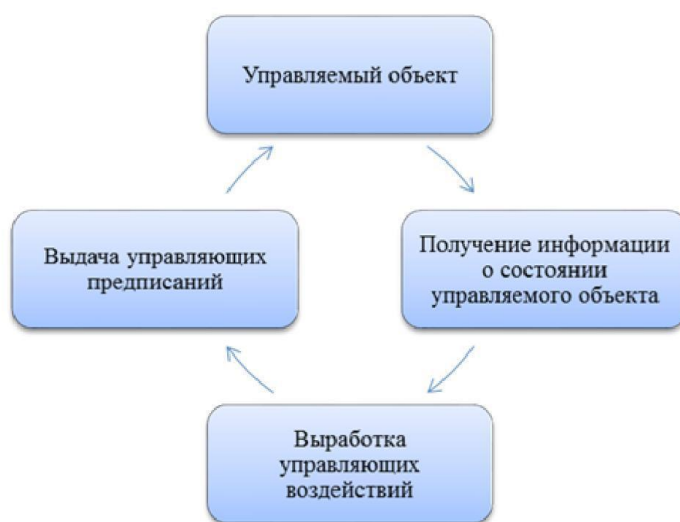 Управляемый объект
Выдача управляющих
предписаний
Получение информации
о состоянии
управляемого объекта
Выработка
управляющих
воздействий